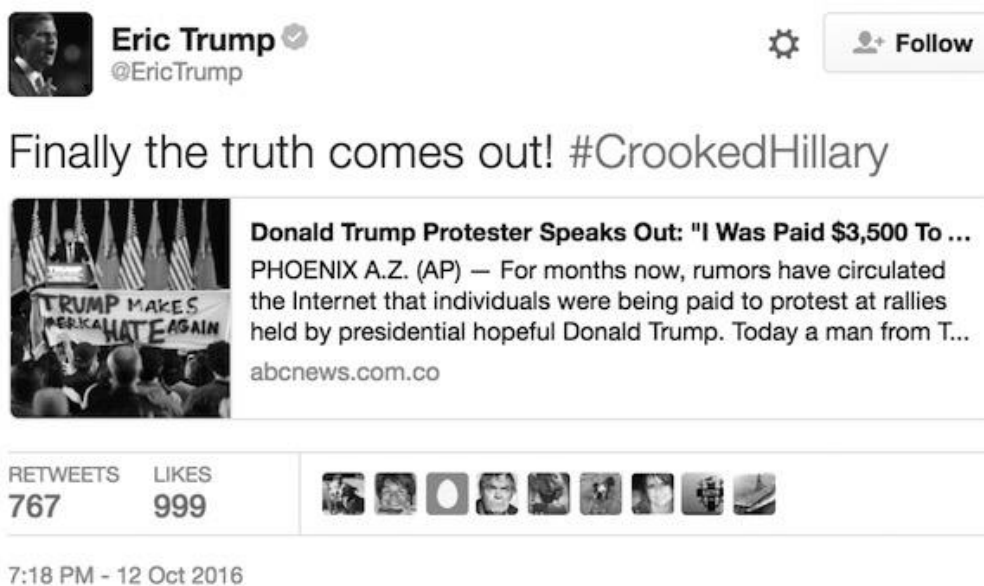 Eric Trump
@EricTrump
Follow
Finally the truth comes out! #CrookedHillary
TRUMP MAKES
MERICA HATE AGAIN
Donald Trump Protester Speaks Out: "I Was Paid $3,500 To ...
PHOENIX A.Z. (AP) — For months now, rumors have circulated
the Internet that individuals were being paid to protest at rallies
held by presidential hopeful Donald Trump. Today a man from T...
abcnews.com.co
RETWEETS LIKES
767 999
7:18 PM - 12 Oct 2016